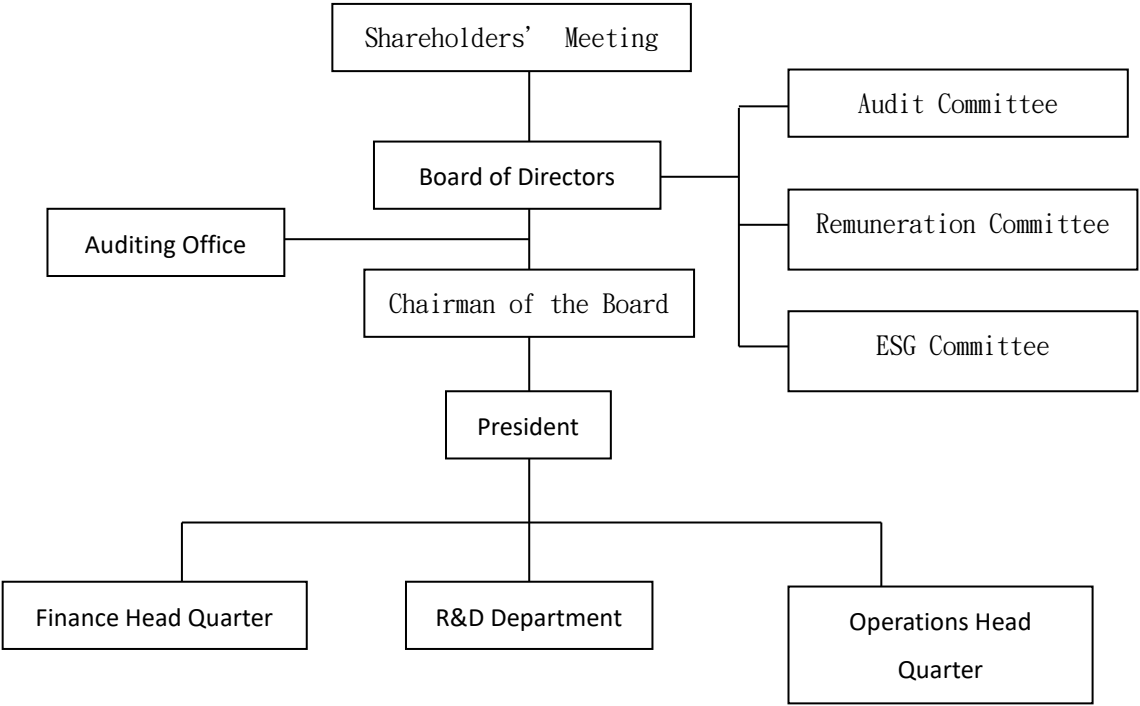 Shareholders’ Meeting
Audit Committee
Board of Directors
Remuneration Committee
Auditing Office
Chairman of the Board
ESG Committee
President
Finance Head Quarter
R&D Department
Operations Head
Quarter